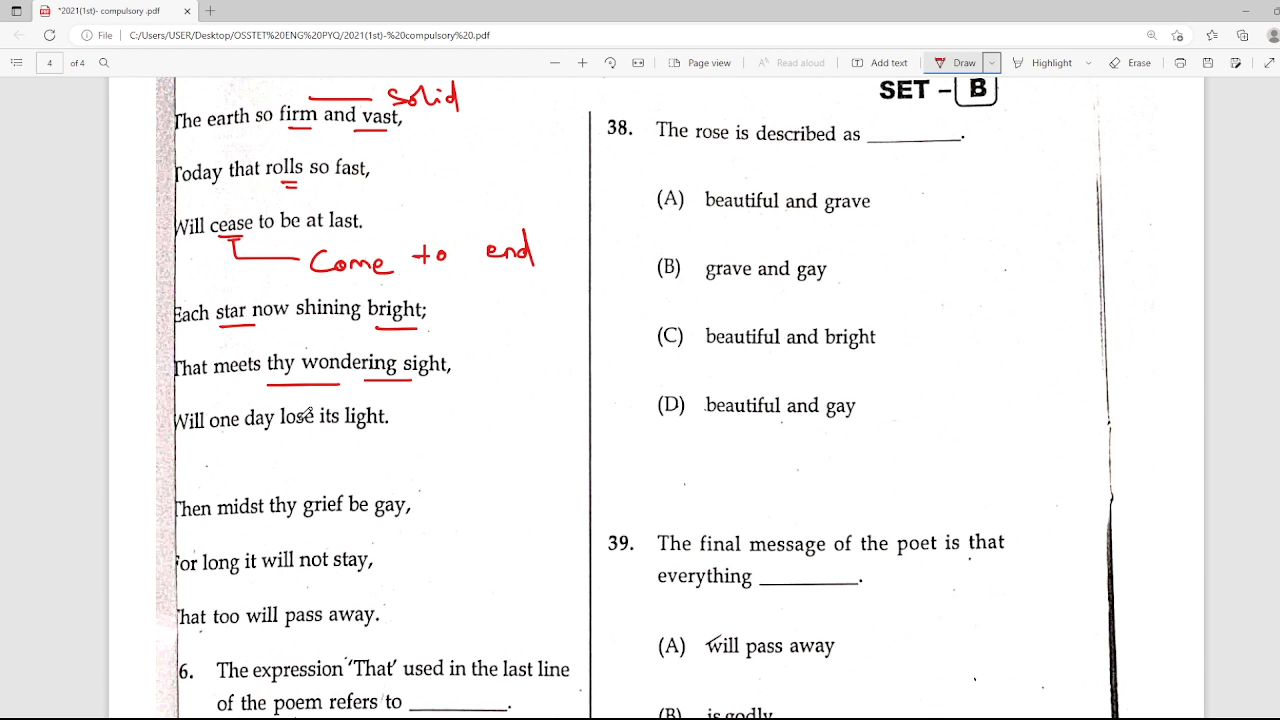 *2021(1st)- compulsory .pdf
File
C:/Users/USER/Desktop/OSSTET%20ENG%20PYQ/2021(1st)-%20compulsory%20.pdf
4 of 4
Page view
Read aloud
Add text
Draw
Highlight
Erase
solid
The earth so firm and vast,
Today that rolls so fast,
Will cease to be at last.
Come to end
Each star now shining bright;
That meets thy wondering sight,
Will one day lose its light.
Then midst thy grief be gay,
For long it will not stay,
That too will pass away.
6. The expression 'That' used in the last line
of the poem refers to ________.
SET - B
38. The rose is described as ________.
(A) beautiful and grave
(B) grave and gay
(C) beautiful and bright
(D) beautiful and gay
39. The final message of the poet is that
everything ________.
(A) will pass away
(B) is godly